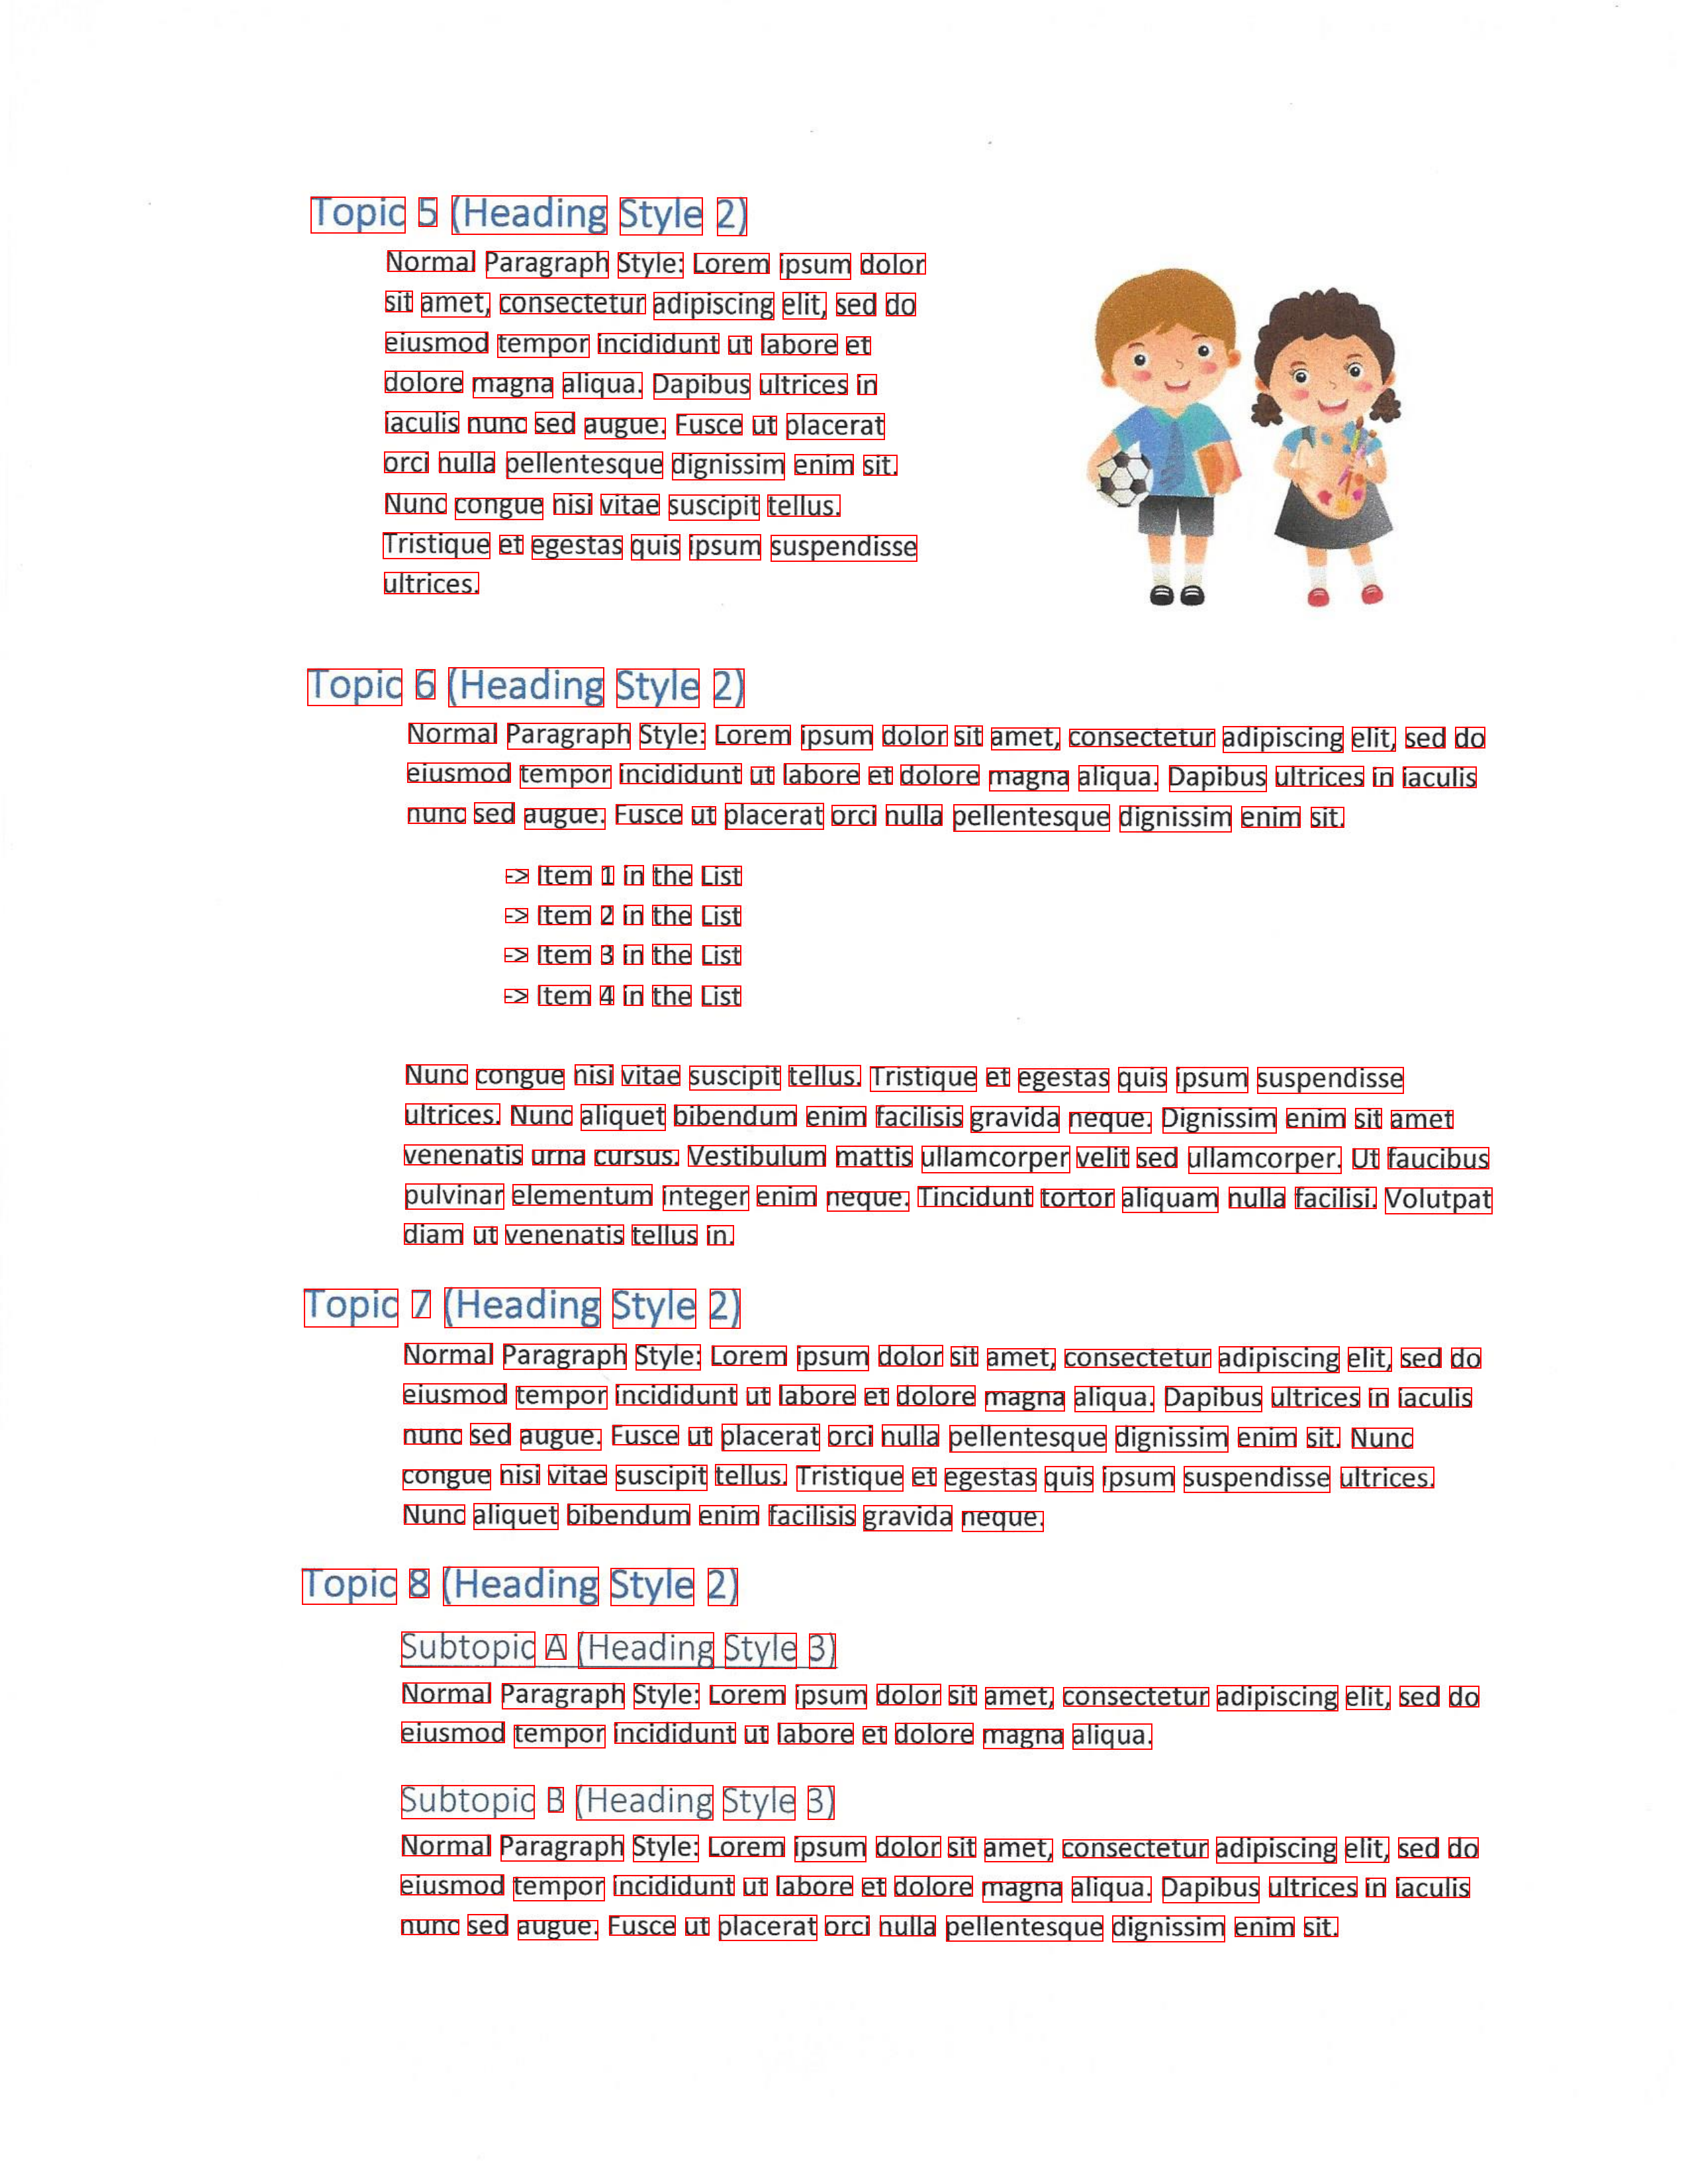 Topic 5 (Heading Style 2)
Normal Paragraph Style: Lorem ipsum dolor
sit amet, consectetur adipiscing elit, sed do
eiusmod tempor incididunt ut labore et
dolore magna aliqua. Dapibus ultrices in
iaculis nunc sed augue. Fusce ut placerat
orci nulla pellentesque dignissim enim sit.
Nunc congue nisi vitae suscipit tellus.
Tristique et egestas quis ipsum suspendisse
ultrices.
Topic 6 (Heading Style 2)
Normal Paragraph Style: Lorem ipsum dolor sit amet, consectetur adipiscing elit, sed do
eiusmod tempor incididunt ut labore et dolore magna aliqua. Dapibus ultrices in iaculis
nunc sed augue. Fusce ut placerat orci nulla pellentesque dignissim enim sit.
-> Item 1 in the List
-> Item 2 in the List
-> Item 3 in the List
-> Item 4 in the List
Nunc congue nisi vitae suscipit tellus. Tristique et egestas quis ipsum suspendisse
ultrices. Nunc aliquet bibendum enim facilisis gravida neque. Dignissim enim sit amet
venenatis urna cursus. Vestibulum mattis ullamcorper velit sed ullamcorper. Ut faucibus
pulvinar elementum integer enim neque. Tincidunt tortor aliquam nulla facilisi. Volutpat
diam ut venenatis tellus in.
Topic 7 (Heading Style 2)
Normal Paragraph Style: Lorem ipsum dolor sit amet, consectetur adipiscing elit, sed do
eiusmod tempor incididunt ut labore et dolore magna aliqua. Dapibus ultrices in iaculis
nunc sed augue. Fusce ut placerat orci nulla pellentesque dignissim enim sit. Nunc
congue nisi vitae suscipit tellus. Tristique et egestas quis ipsum suspendisse ultrices.
Nunc aliquet bibendum enim facilisis gravida neque.
Topic 8 (Heading Style 2)
Subtopic A (Heading Style 3)
Normal Paragraph Style: Lorem ipsum dolor sit amet, consectetur adipiscing elit, sed do
eiusmod tempor incididunt ut labore et dolore magna aliqua.
Subtopic B (Heading Style 3)
Normal Paragraph Style: Lorem ipsum dolor sit amet, consectetur adipiscing elit, sed do
eiusmod tempor incididunt ut labore et dolore magna aliqua. Dapibus ultrices in iaculis
nunc sed augue. Fusce ut placerat orci nulla pellentesque dignissim enim sit.